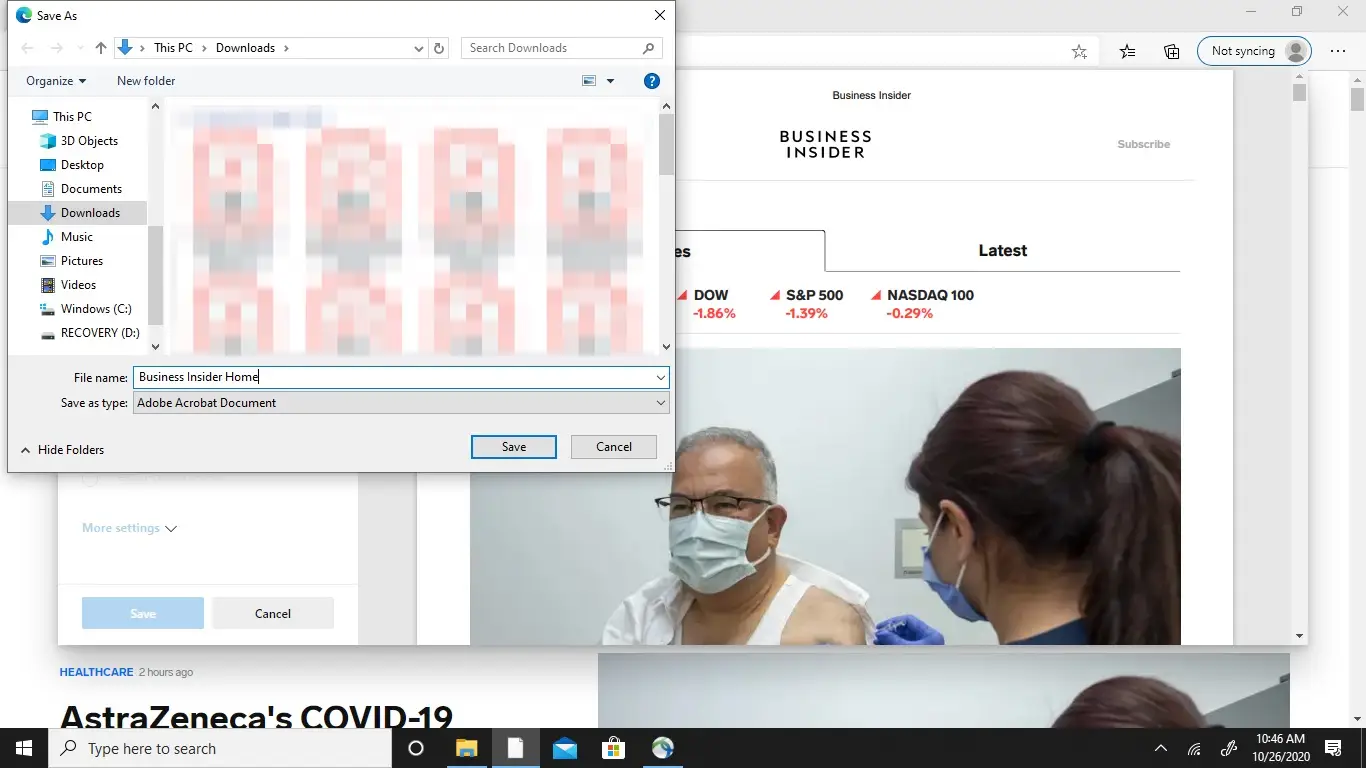 Save As
This PC
Downloads
Search Downloads
Organize
New folder
?
This PC
3D Objects
Desktop
Documents
Downloads
Music
Pictures
Videos
Windows (C:)
RECOVERY (D:)
File name: Business Insider Home
Save as type: Adobe Acrobat Document
Hide Folders
Save
Cancel
Not syncing
Business Insider
BUSINESS
INSIDER
Subscribe
es
Latest
DOW
-1.86%
S&P 500
-1.39%
NASDAQ 100
-0.29%
More settings
Save
Cancel
HEALTHCARE 2 hours ago
AstraZeneca's COVID-19
Type here to search
10:46 AM
10/26/2020